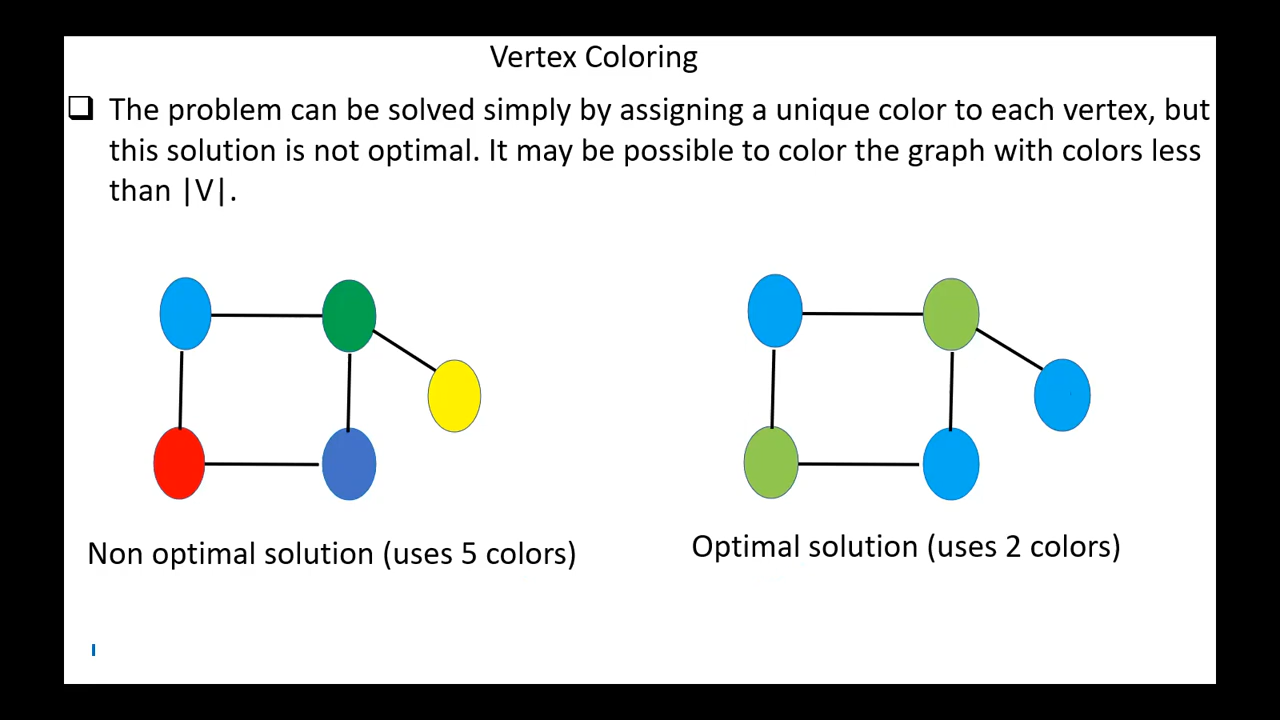 Vertex Coloring
❑ The problem can be solved simply by assigning a unique color to each vertex, but
this solution is not optimal. It may be possible to color the graph with colors less
than |V|.
Non optimal solution (uses 5 colors)
Optimal solution (uses 2 colors)